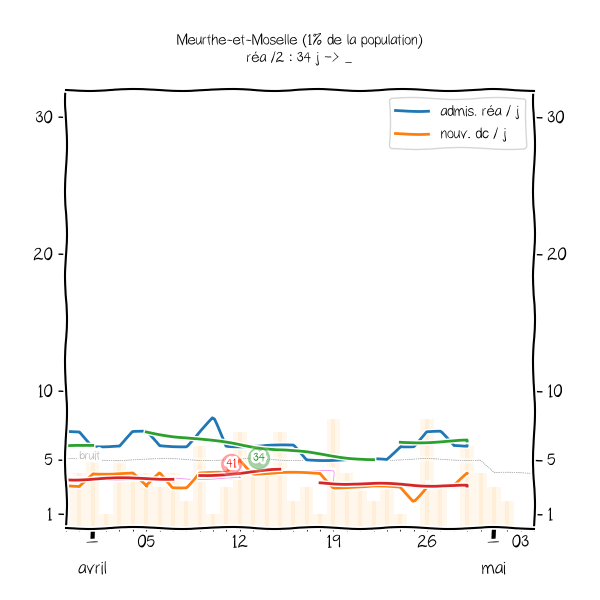 Meurthe-et-Moselle (1% de la population)
réa /2 : 34 j -> _
admis. réa / j
nouv. dc / j
30
30
20
20
10
10
5
5
1
1
bruit
41
34
05
12
19
26
03
avril
mai